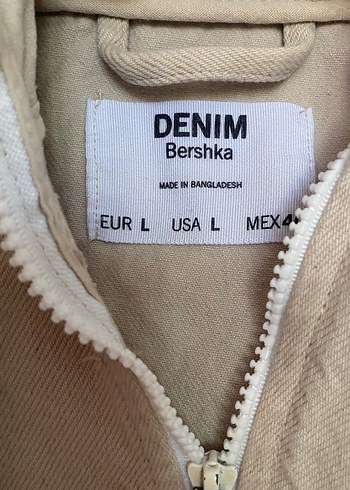 DENIM
Bershka
MADE IN BANGLADESH
EUR L USA L MEX